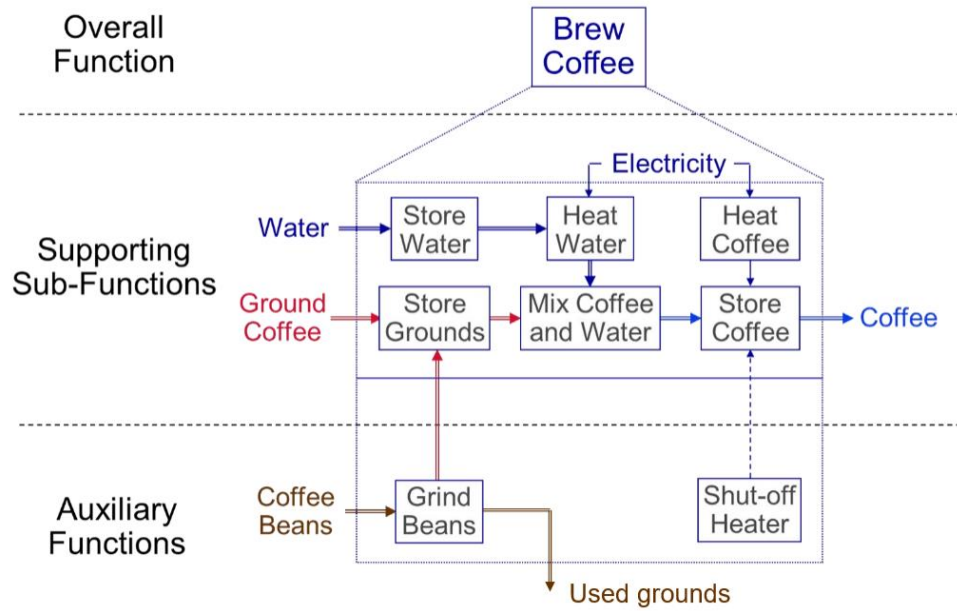 Overall
Function
Brew
Coffee
Electricity
Water
Store
Water
Heat
Water
Heat
Coffee
Supporting
Sub-Functions
Ground
Coffee
Store
Grounds
Mix Coffee
and Water
Store
Coffee
Coffee
Auxiliary
Functions
Coffee
Beans
Grind
Beans
Shut-off
Heater
Used grounds